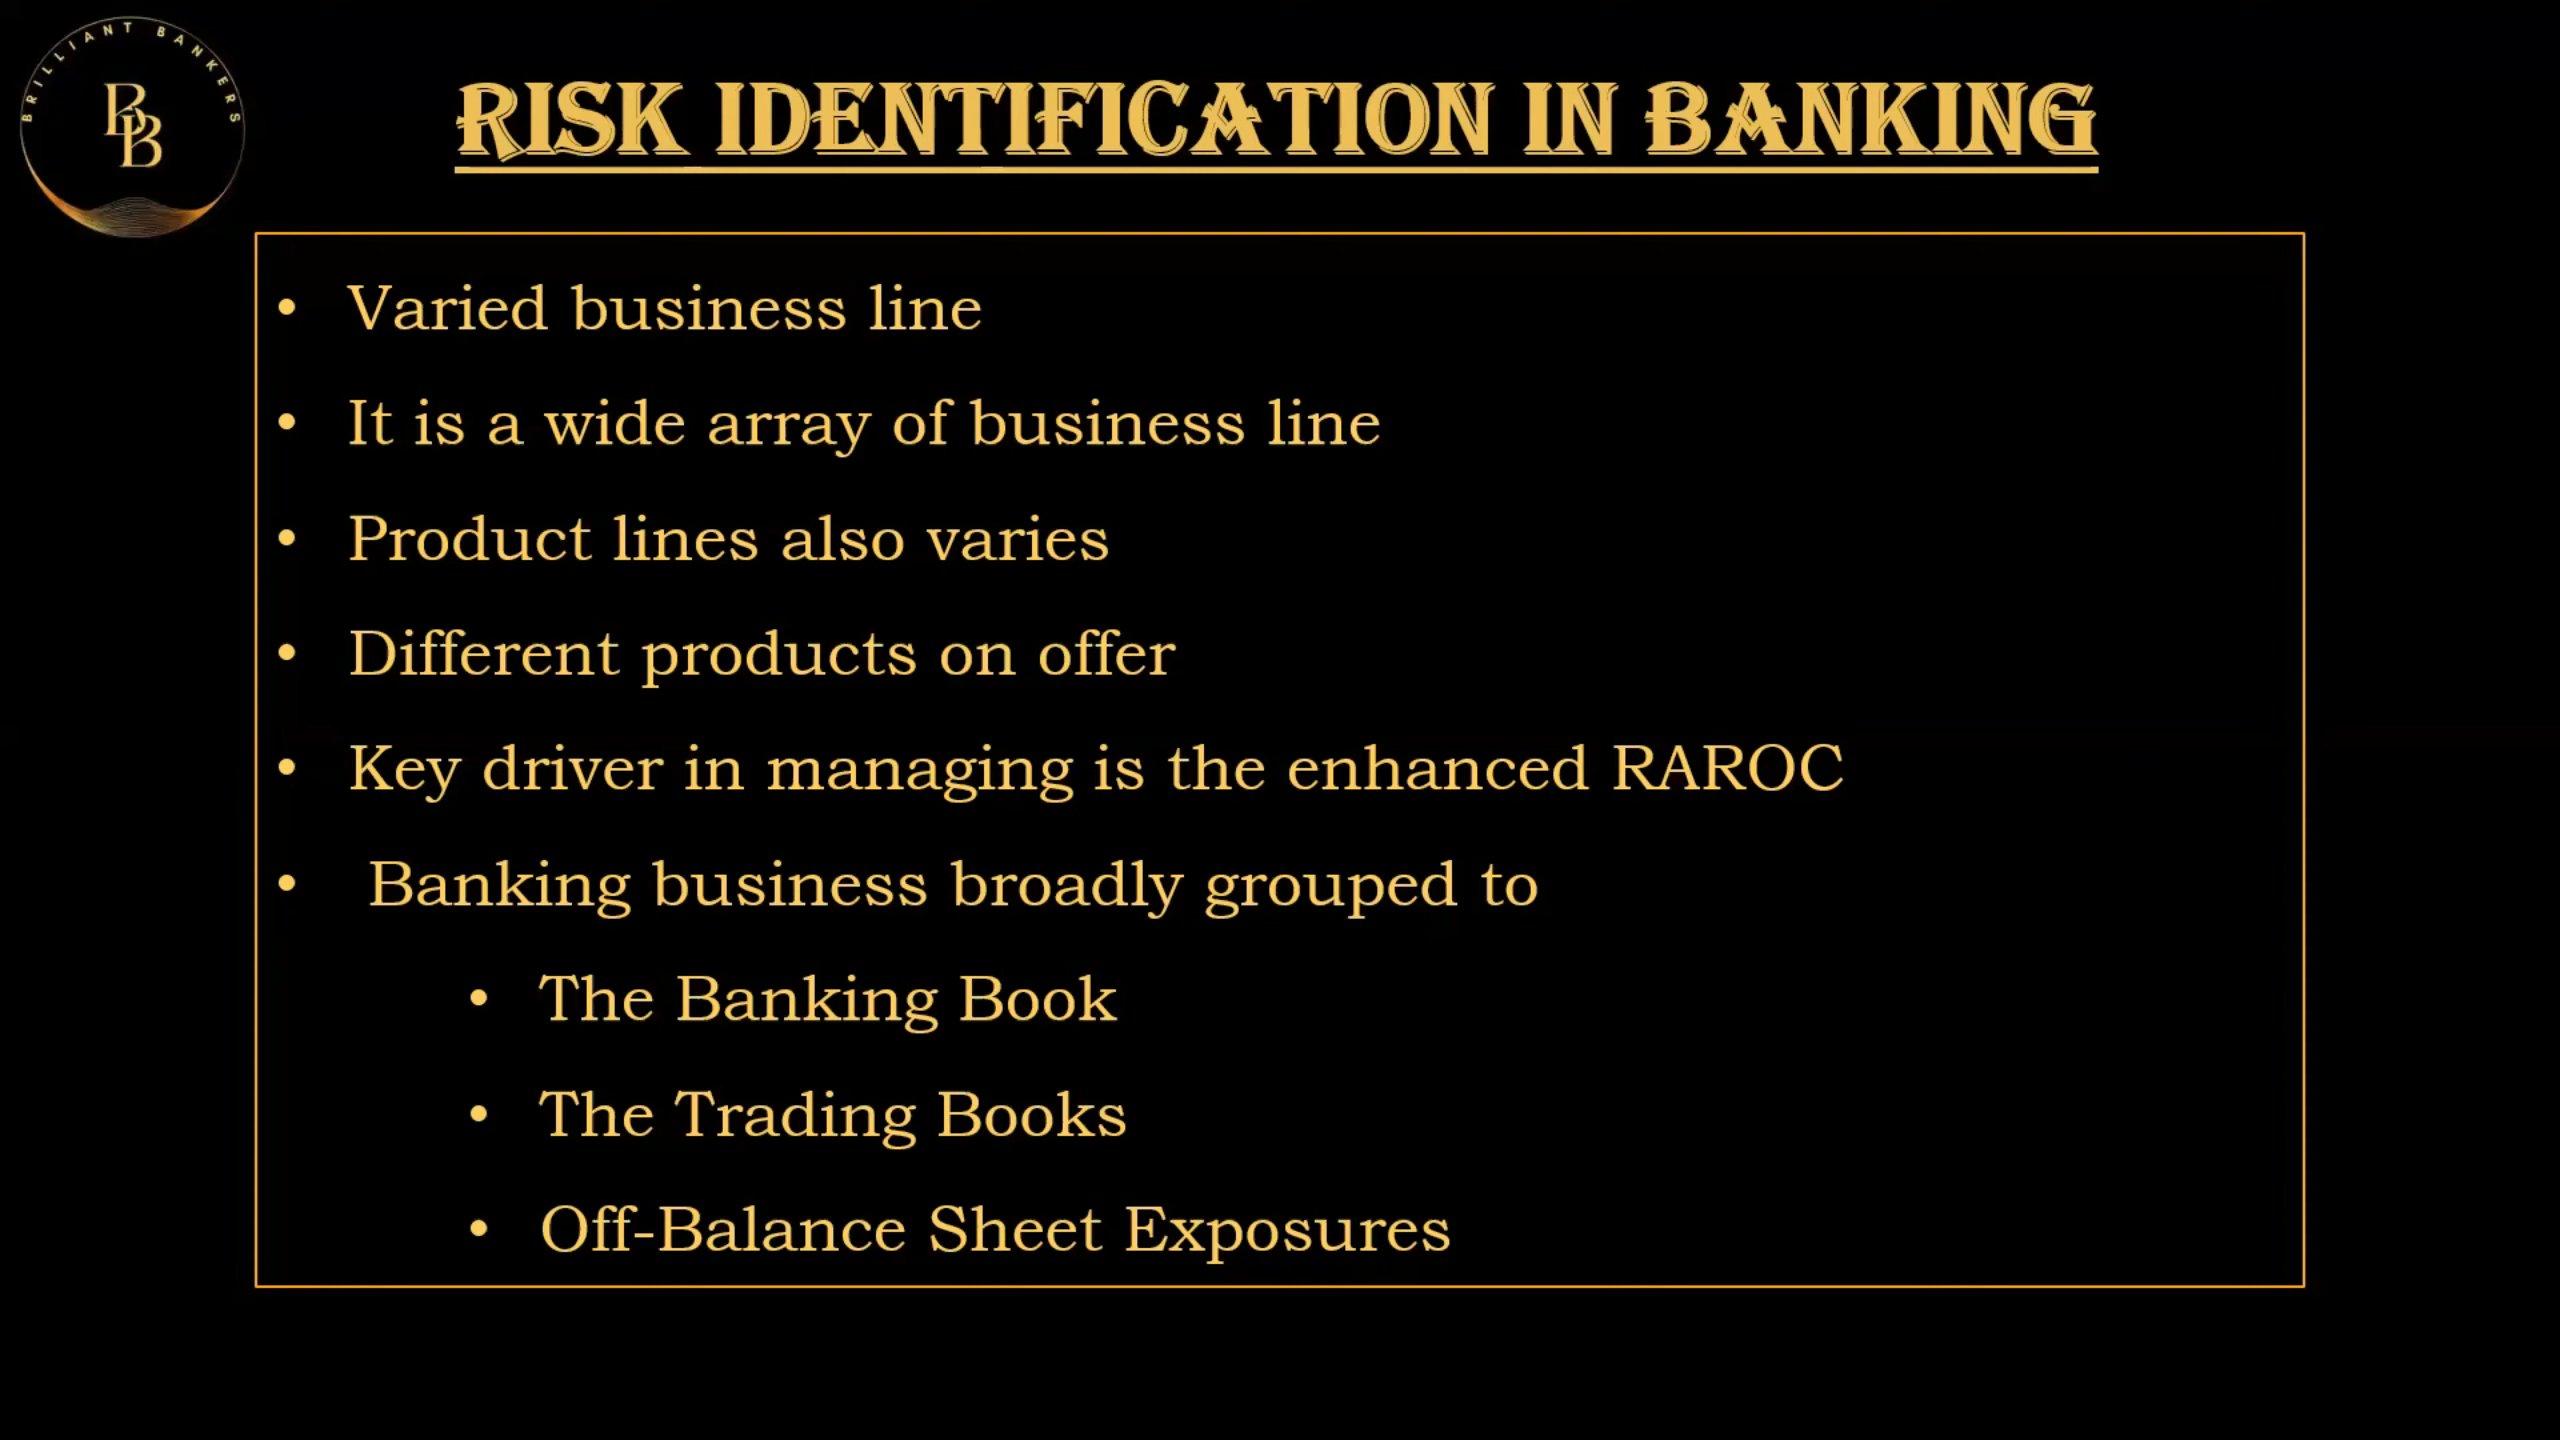 BRILLIANT BANKERS
BB
RISK IDENTIFICATION IN BANKING
• Varied business line
• It is a wide array of business line
• Product lines also varies
• Different products on offer
• Key driver in managing is the enhanced RAROC
• Banking business broadly grouped to
• The Banking Book
• The Trading Books
• Off-Balance Sheet Exposures